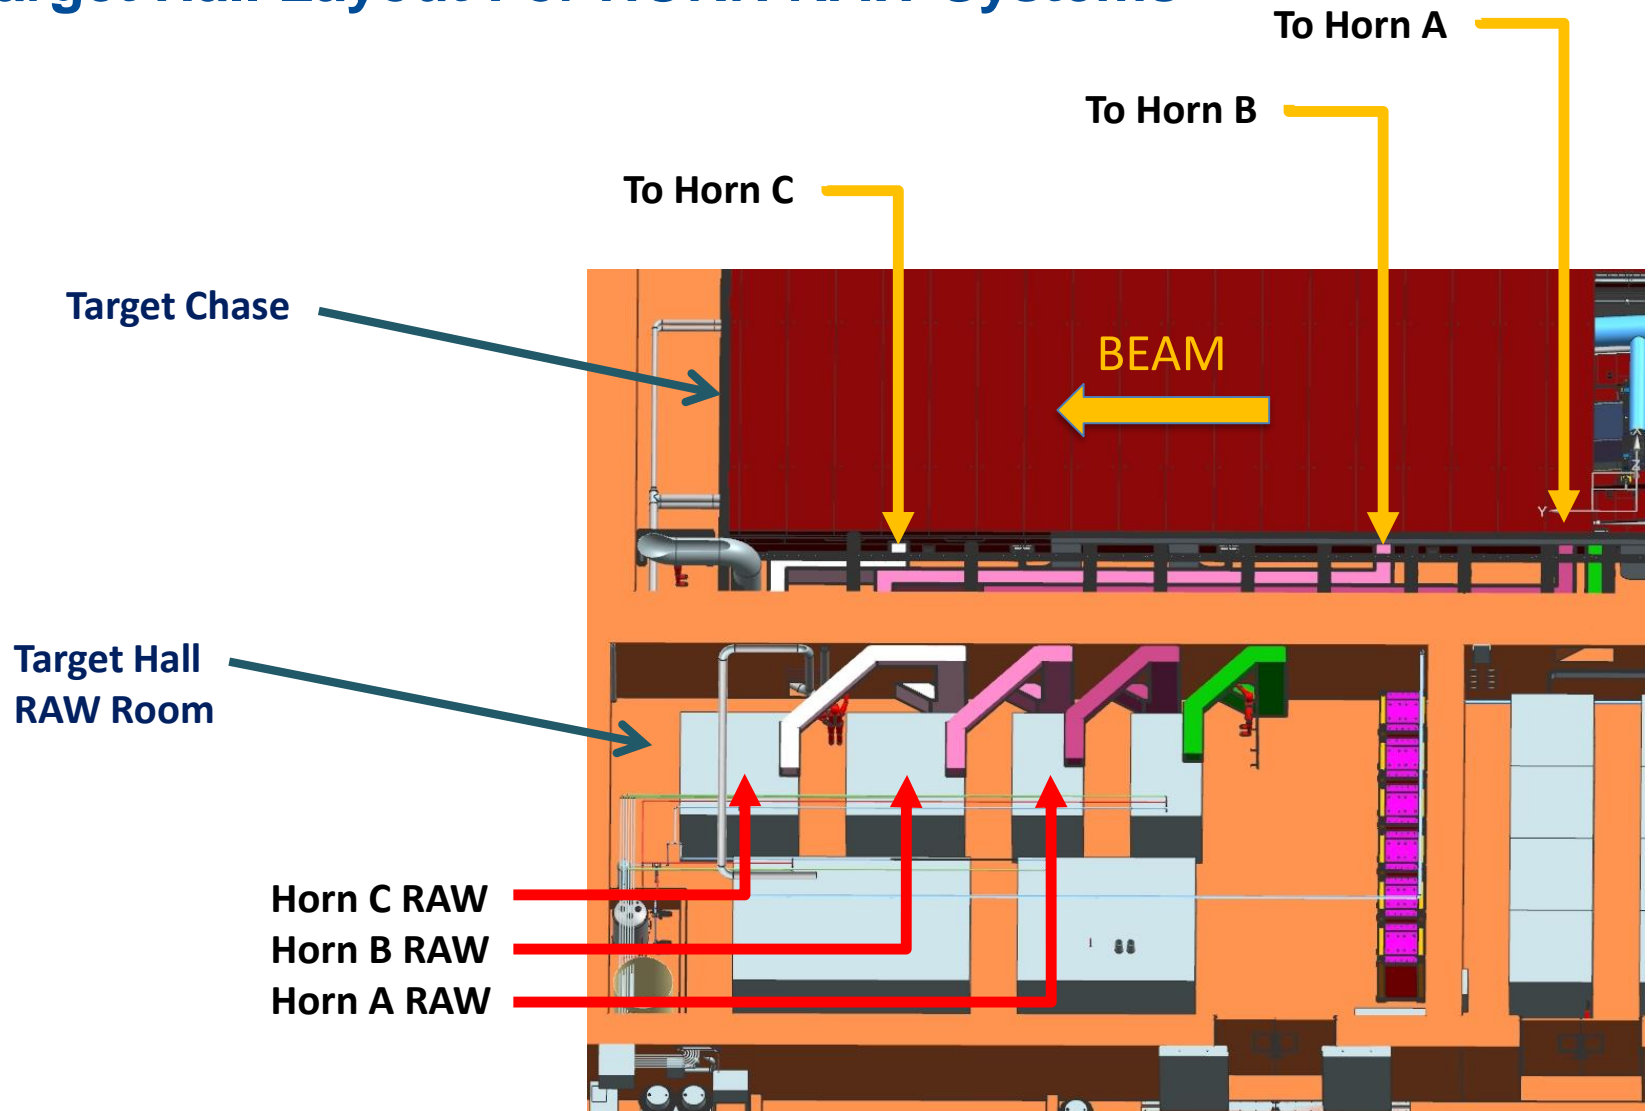 To Horn A
To Horn B
To Horn C
Target Chase
BEAM
Y
Z
Target Hall
RAW Room
Horn C RAW
Horn B RAW
Horn A RAW